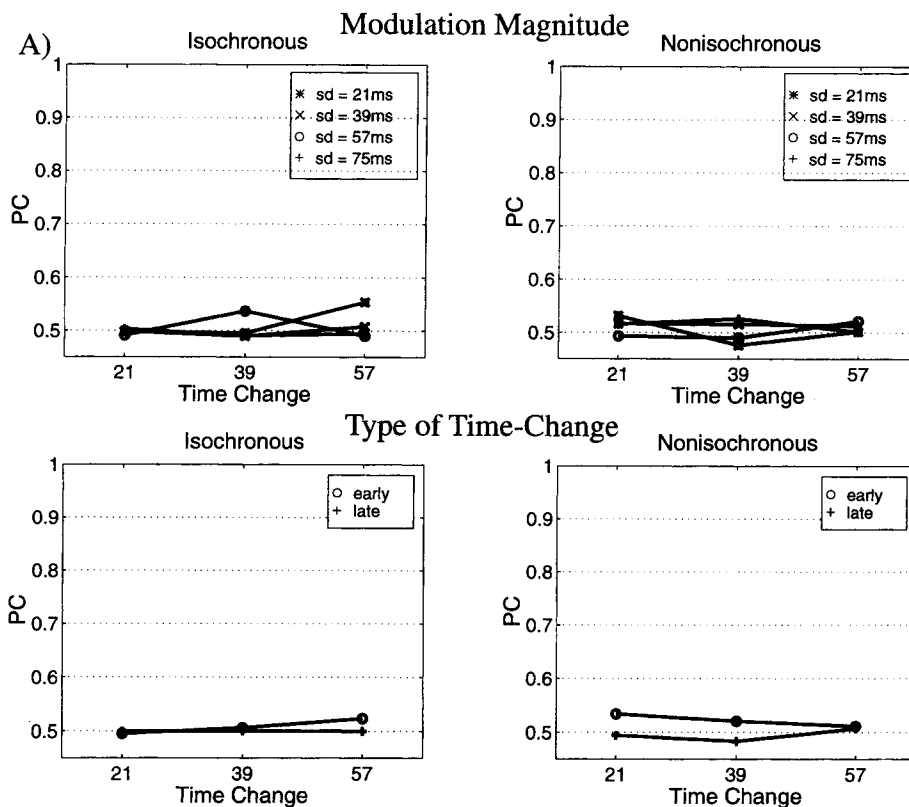 A)
Modulation Magnitude
Isochronous
Nonisochronous
1
0.9
0.8
0.7
0.6
0.5
PC
sd = 21ms
sd = 39ms
sd = 57ms
sd = 75ms
21
39
57
Time Change
1
0.9
0.8
0.7
0.6
0.5
PC
sd = 21ms
sd = 39ms
sd = 57ms
sd = 75ms
21
39
57
Time Change
Type of Time-Change
Isochronous
Nonisochronous
1
0.9
0.8
0.7
0.6
0.5
PC
early
late
21
39
57
Time Change
1
0.9
0.8
0.7
0.6
0.5
PC
early
late
21
39
57
Time Change